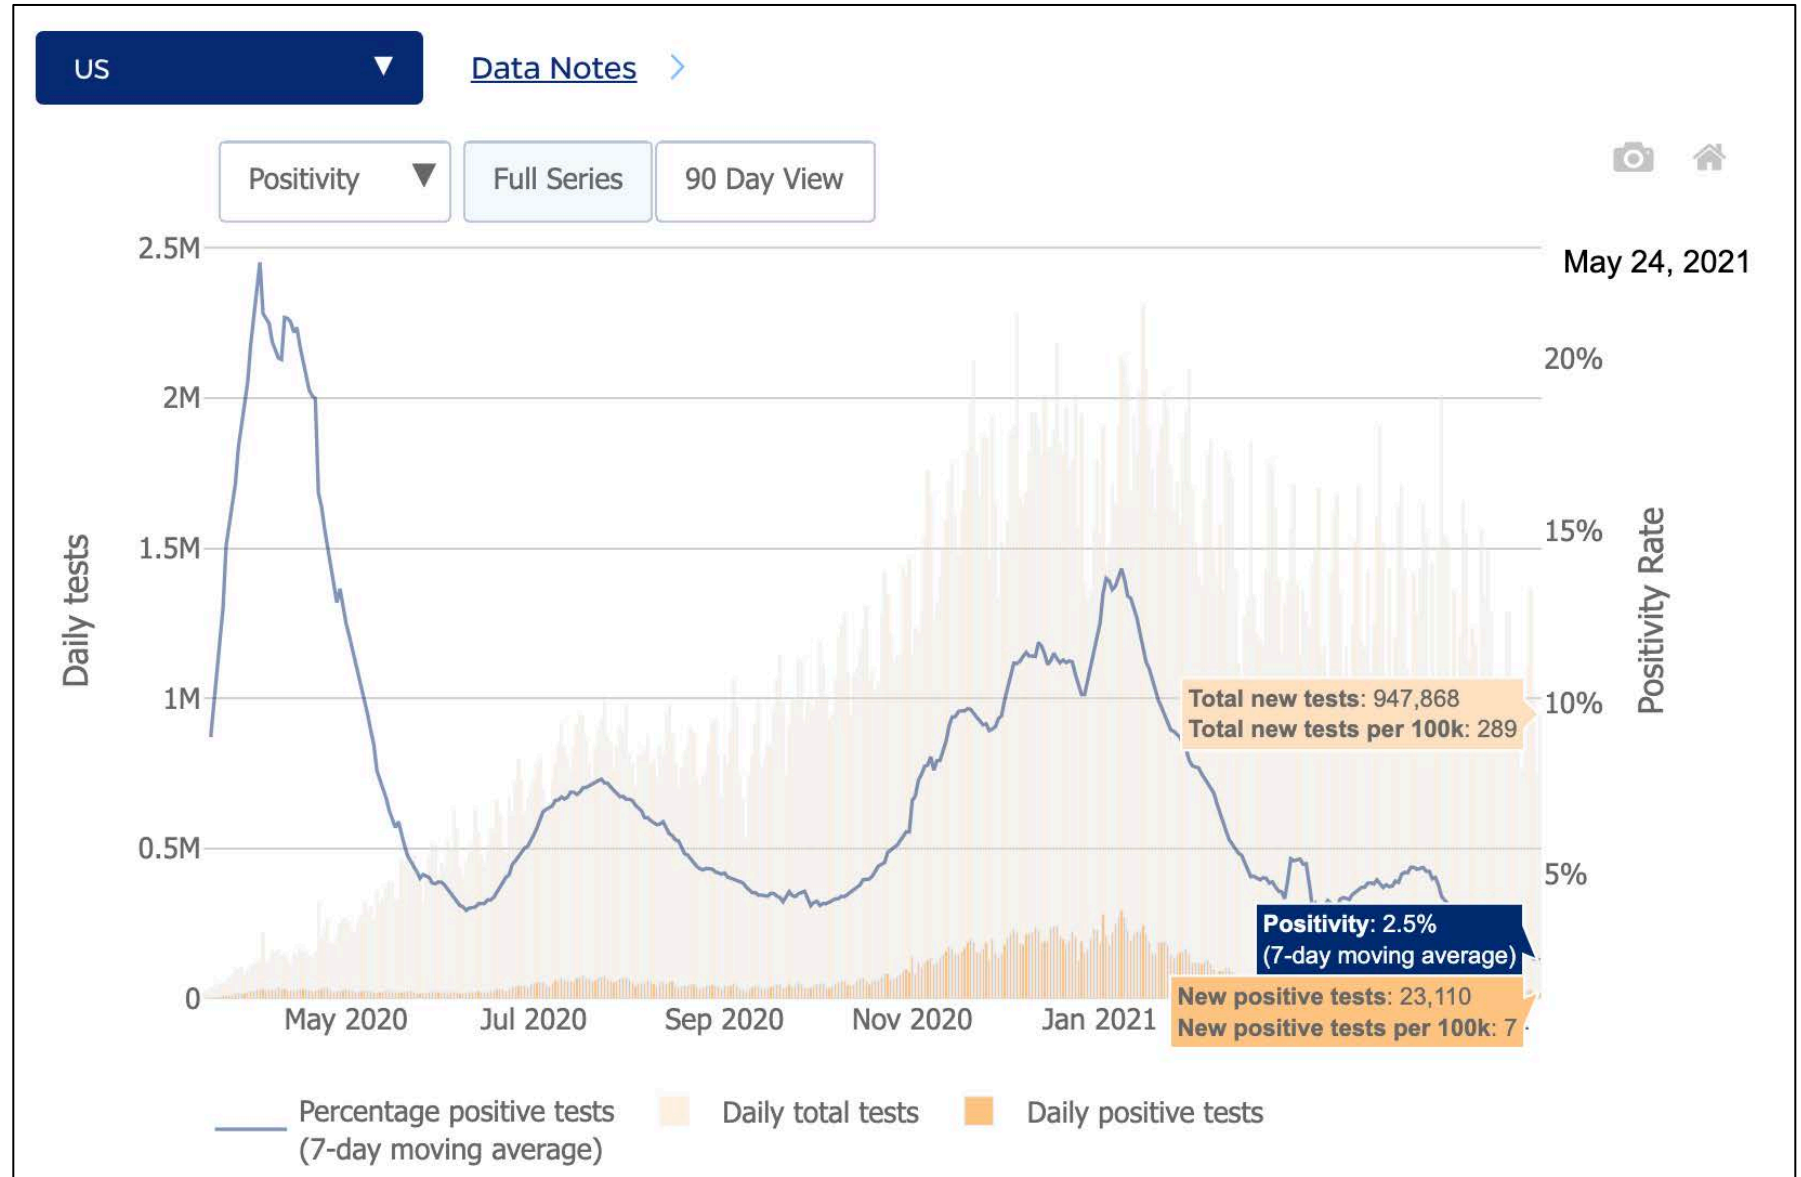 US ▼
Data Notes >
Positivity ▼
Full Series
90 Day View
May 24, 2021
2.5M
2M
1.5M
1M
0.5M
0
Daily tests
20%
15%
10%
5%
Positivity Rate
Total new tests: 947,868
Total new tests per 100k: 289
Positivity: 2.5%
(7-day moving average)
New positive tests: 23,110
New positive tests per 100k: 7
May 2020
Jul 2020
Sep 2020
Nov 2020
Jan 2021
Percentage positive tests
(7-day moving average)
Daily total tests
Daily positive tests